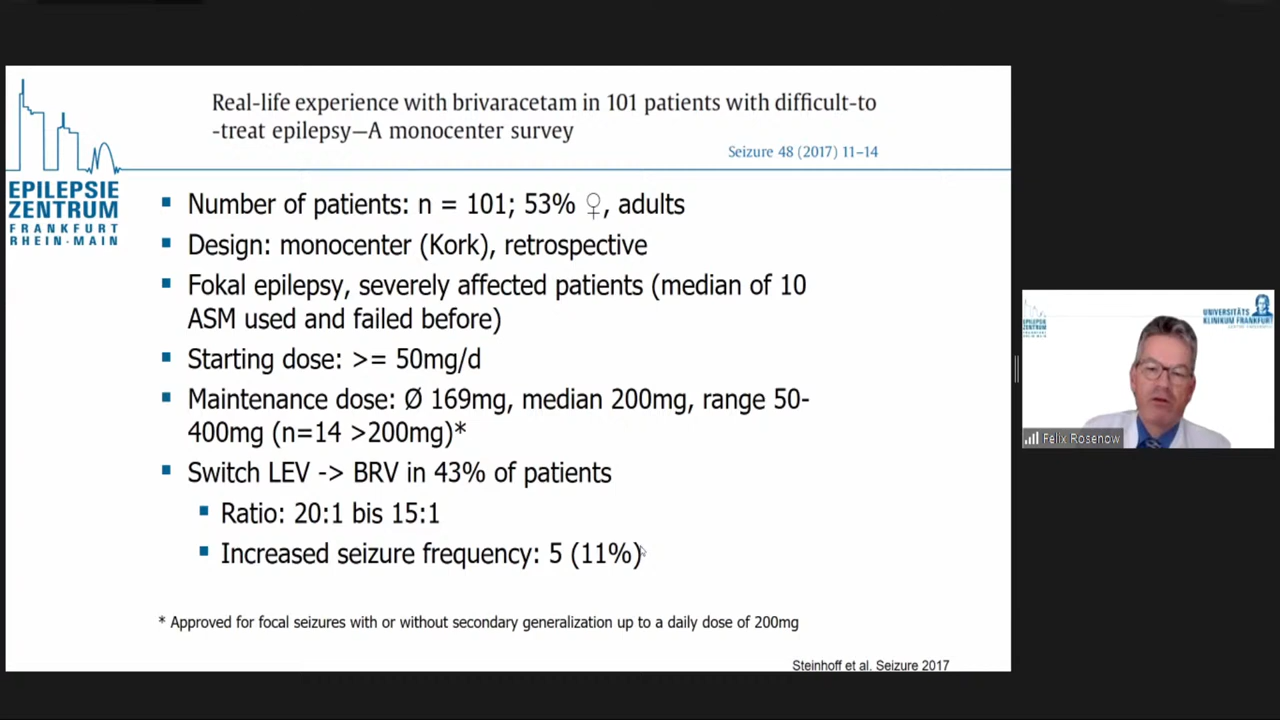 Real-life experience with brivaracetam in 101 patients with difficult-to
-treat epilepsy—A monocenter survey
Seizure 48 (2017) 11–14
EPILEPSIE
ZENTRUM
FRANKFURT
RHEIN-MAIN
▪ Number of patients: n = 101; 53% ♀, adults
▪ Design: monocenter (Kork), retrospective
▪ Fokal epilepsy, severely affected patients (median of 10
ASM used and failed before)
▪ Starting dose: >= 50mg/d
▪ Maintenance dose: Ø 169mg, median 200mg, range 50-
400mg (n=14 >200mg)*
▪ Switch LEV -> BRV in 43% of patients
▪ Ratio: 20:1 bis 15:1
▪ Increased seizure frequency: 5 (11%)
* Approved for focal seizures with or without secondary generalization up to a daily dose of 200mg
Steinhoff et al. Seizure 2017
UNIVERSITÄTS
KLINIKUM FRANKFURT
Felix Rosenow